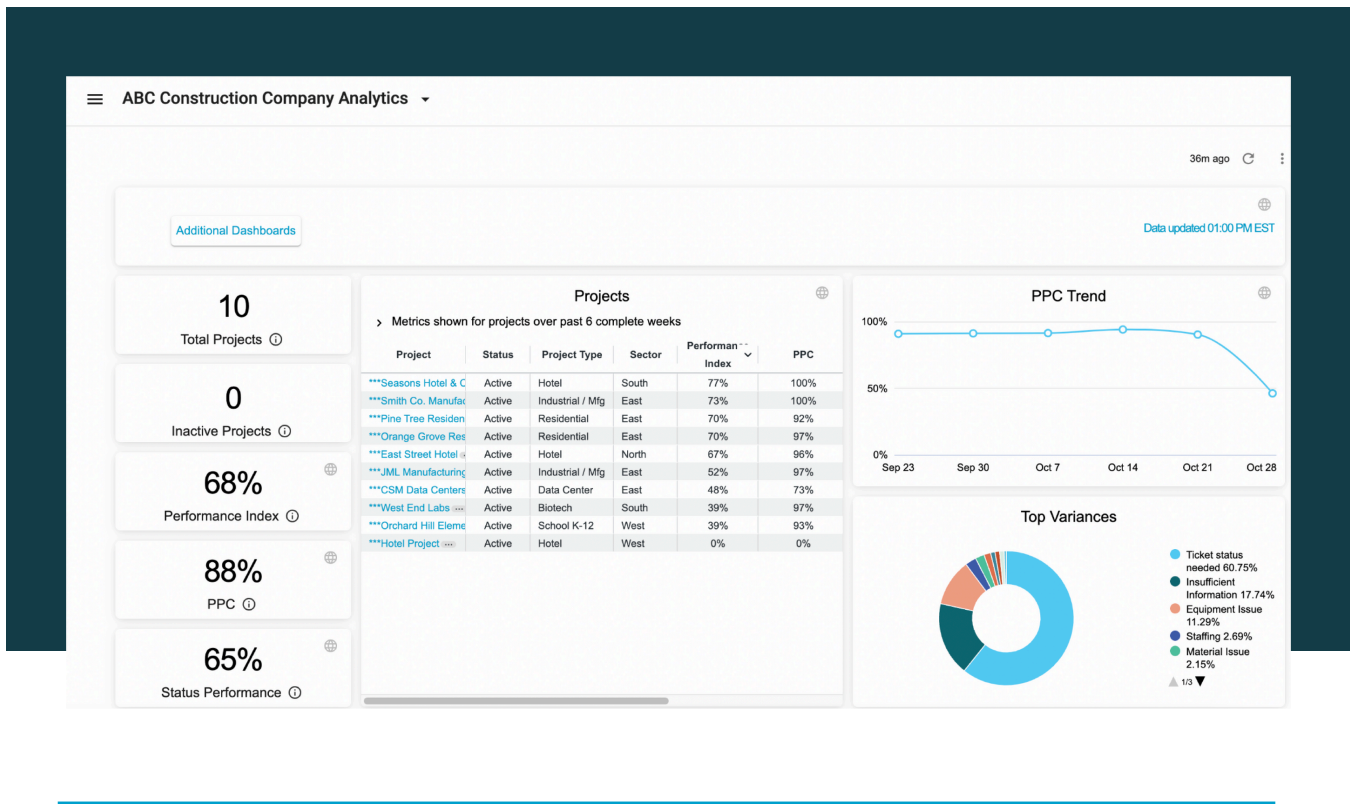 ABC Construction Company Analytics
36m ago
Additional Dashboards
Data updated 01:00 PM EST
10
Total Projects
0
Inactive Projects
68%
Performance Index
88%
PPC
65%
Status Performance
Projects
Metrics shown for projects over past 6 complete weeks
Project Status Project Type Sector Performan... Index PPC
***Seasons Hotel & C Active Hotel South 77% 100%
***Smith Co. Manufac Active Industrial / Mfg East 73% 100%
***Pine Tree Residen Active Residential East 70% 92%
***Orange Grove Res Active Residential East 70% 97%
***East Street Hotel Active Hotel North 67% 96%
***JML Manufacturing Active Industrial / Mfg East 52% 97%
***CSM Data Centers Active Data Center East 48% 73%
***West End Labs ... Active Biotech South 39% 97%
***Orchard Hill Eleme Active School K-12 West 39% 93%
***Hotel Project ... Active Hotel West 0% 0%
PPC Trend
100%
50%
0%
Sep 23 Sep 30 Oct 7 Oct 14 Oct 21 Oct 28
Top Variances
Ticket status
needed 60.75%
Insufficient
Information 17.74%
Equipment Issue
11.29%
Staffing 2.69%
Material Issue
2.15%
1/3